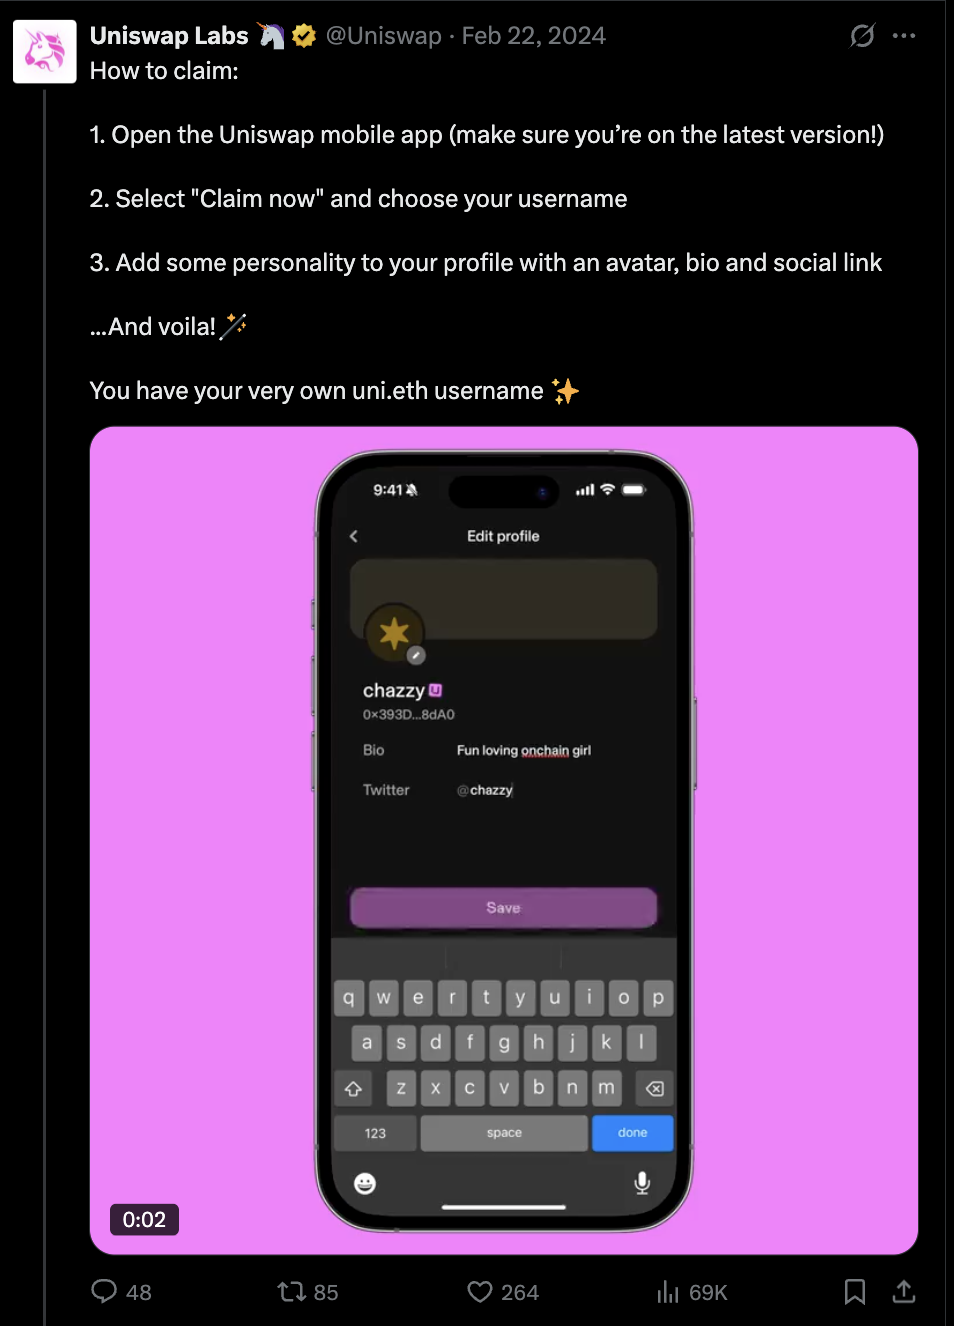 Uniswap Labs 🦄 @Uniswap · Feb 22, 2024
How to claim:
1. Open the Uniswap mobile app (make sure you’re on the latest version!)
2. Select "Claim now" and choose your username
3. Add some personality to your profile with an avatar, bio and social link
...And voila! 🪄
You have your very own uni.eth username ✨
9:41
Edit profile
chazzy
0×393D...8dA0
Bio Fun loving onchain girl
Twitter @chazzy
Save
q w e r t y u i o p
a s d f g h j k l
z x c v b n m
123 space done
0:02
48 85 264 69K